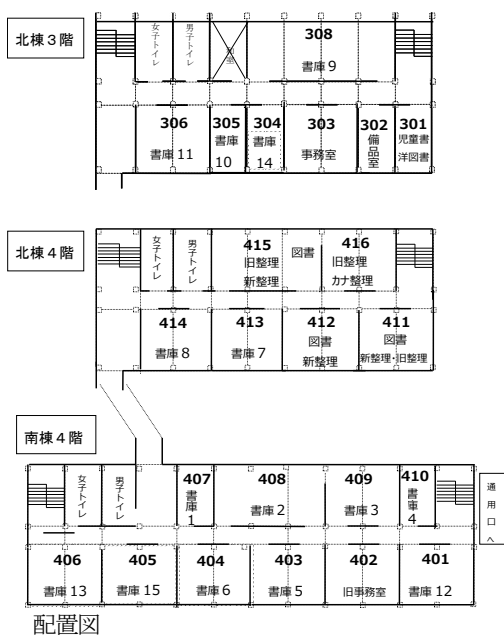 北棟３階
女子トイレ
男子トイレ
308
書庫 9
306
書庫 11
305
書庫
10
304
書庫
14
303
事務室
302
備品室
301
児童書
洋図書
北棟４階
女子トイレ
男子トイレ
415
旧整理
新整理
図書
416
旧整理
カナ整理
414
書庫 8
413
書庫 7
412
図書
新整理
411
図書
新整理・旧整理
南棟４階
女子トイレ
男子トイレ
407
書庫
1
408
書庫 2
409
書庫 3
410
書庫
4
通用口へ
406
書庫 13
405
書庫 15
404
書庫 6
403
書庫 5
402
旧事務室
401
書庫 12
配置図